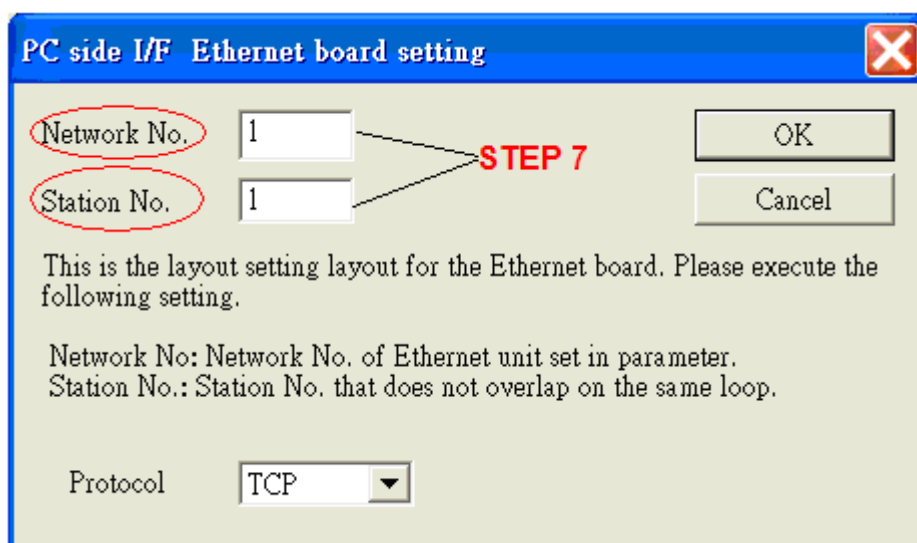 PC side I/F Ethernet board setting
Network No. 1
STEP 7
OK
Station No. 1
Cancel
This is the layout setting layout for the Ethernet board. Please execute the
following setting.
Network No: Network No. of Ethernet unit set in parameter.
Station No.: Station No. that does not overlap on the same loop.
Protocol TCP